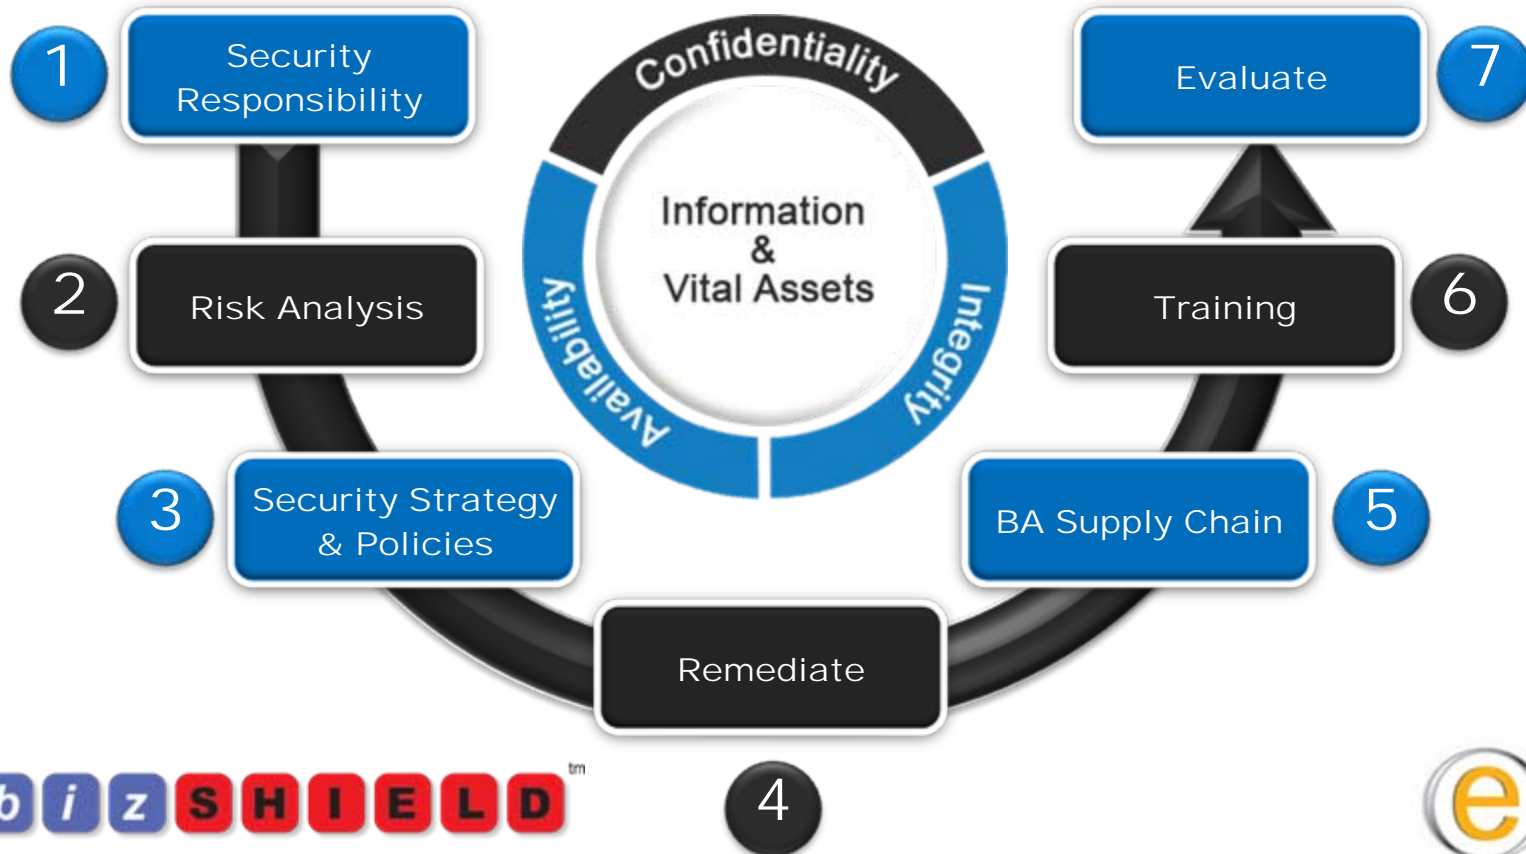 1
Security
Responsibility
2
Risk Analysis
3
Security Strategy
& Policies
4
Remediate
5
BA Supply Chain
6
Training
7
Evaluate
Confidentiality
Integrity
Availability
Information
&
Vital Assets
bizSHIELD tm
e